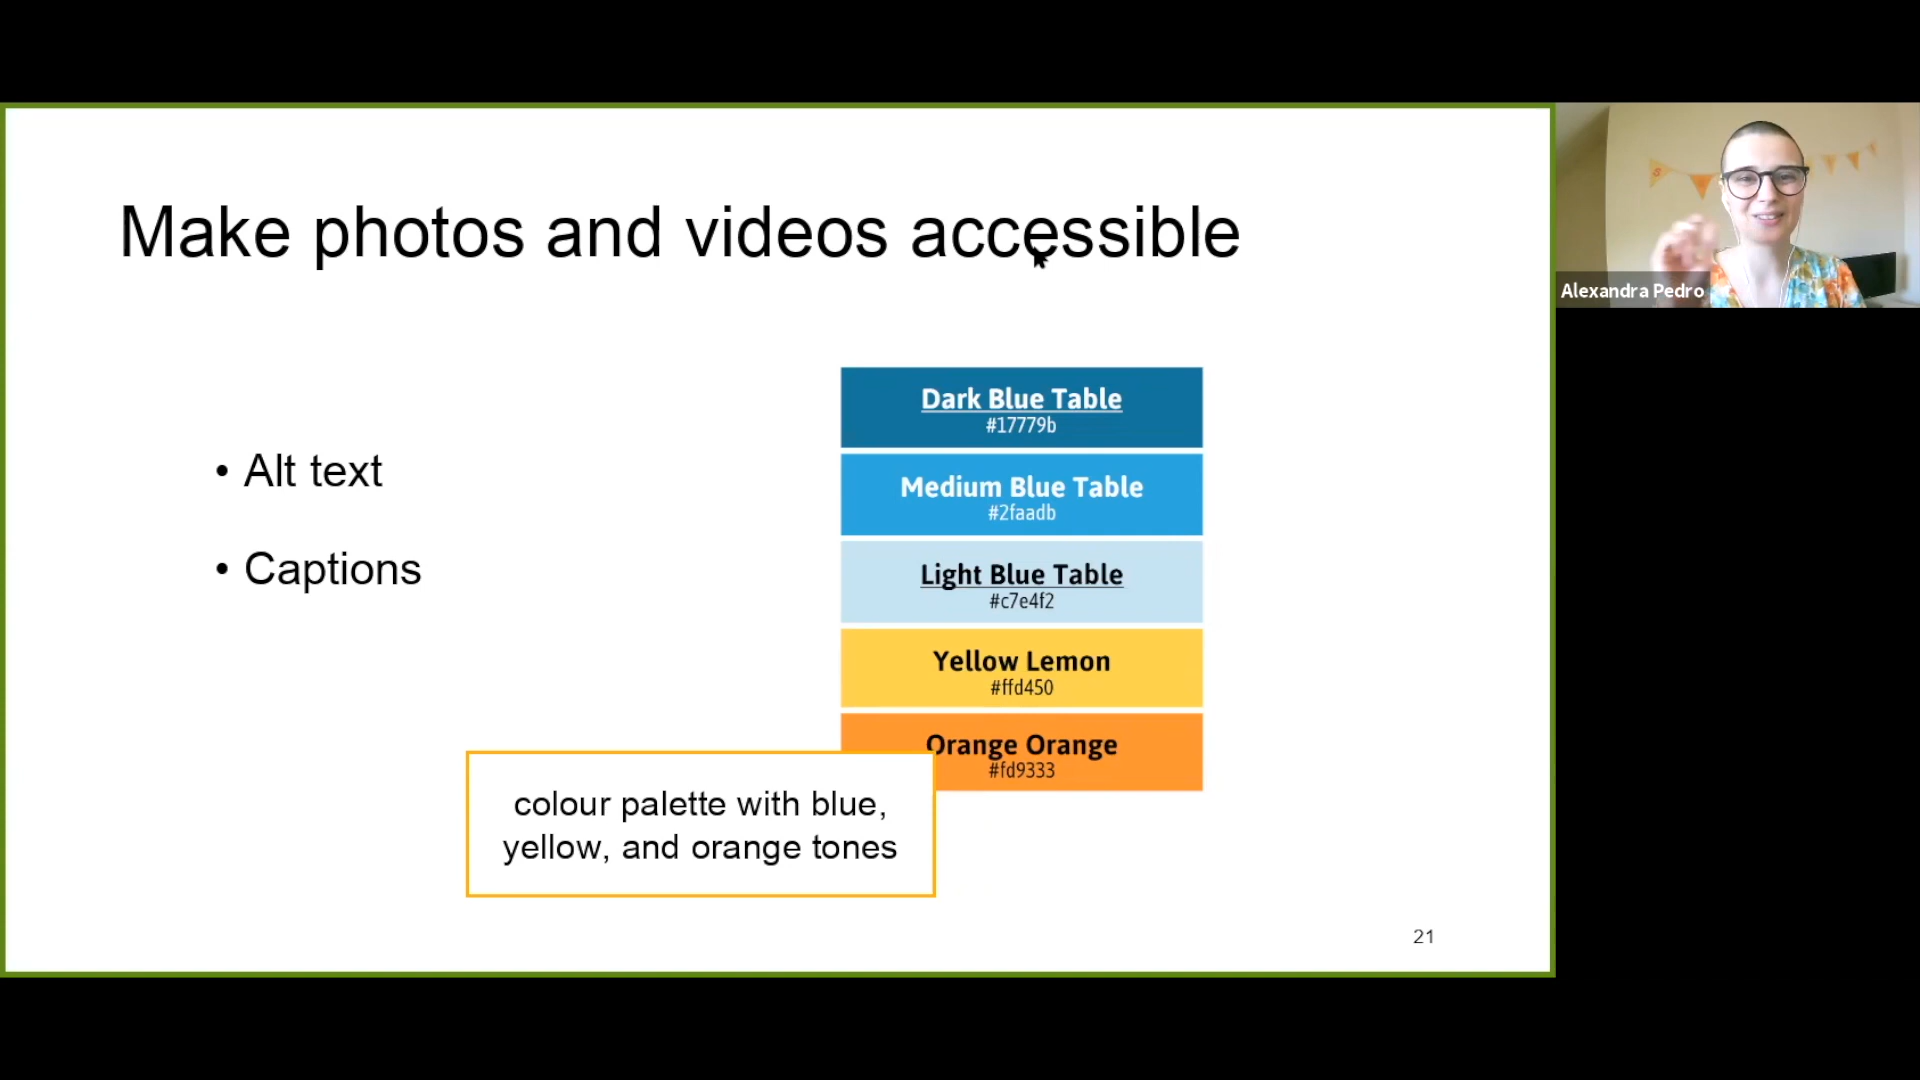 Make photos and videos accessible
• Alt text
• Captions
Dark Blue Table
#17779b
Medium Blue Table
#2faadb
Light Blue Table
#c7e4f2
Yellow Lemon
#ffd450
Orange Orange
#fd9333
colour palette with blue,
yellow, and orange tones
21
Alexandra Pedro